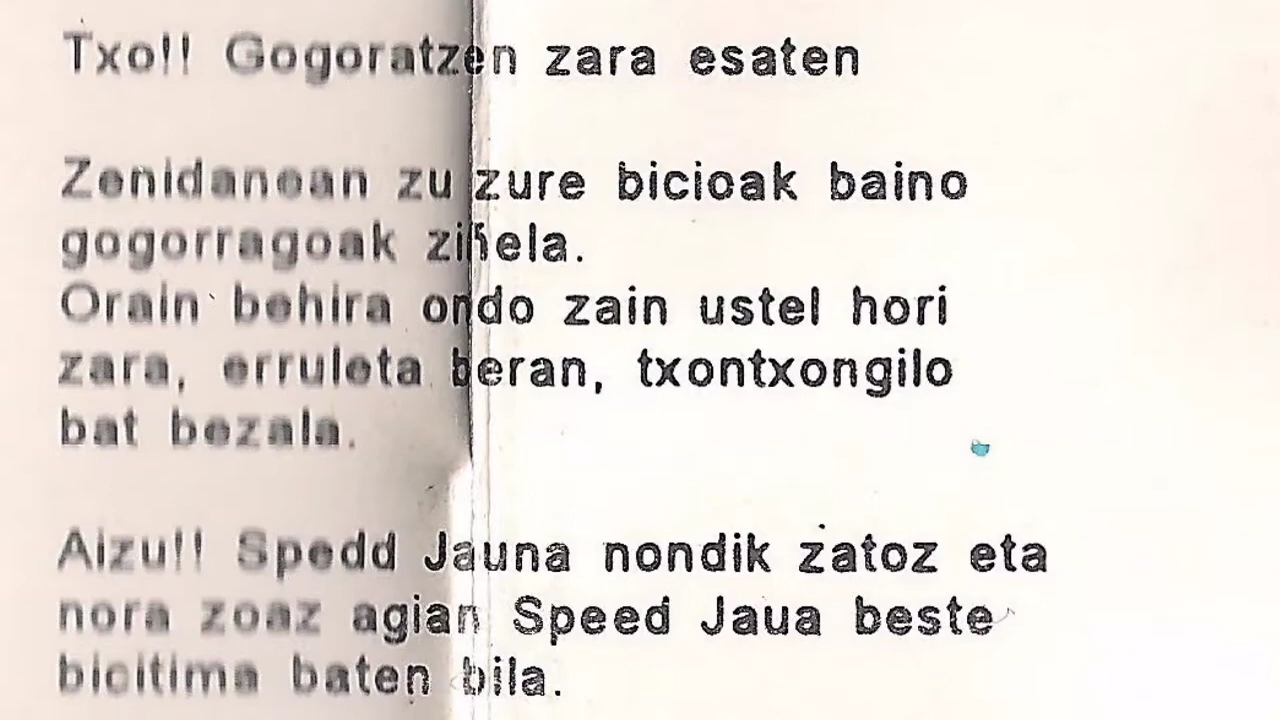 Txo!! Gogoratzen zara esaten
Zenidanean zu zure bicioak baino
gogorragoak ziñela.
Orain behira ondo zain ustel hori
zara, erruleta beran, txontxongilo
bat bezala.
Aizu!! Spedd Jauna nondik zatoz eta
nora zoaz agian Speed Jaua beste
bicitima baten bila.